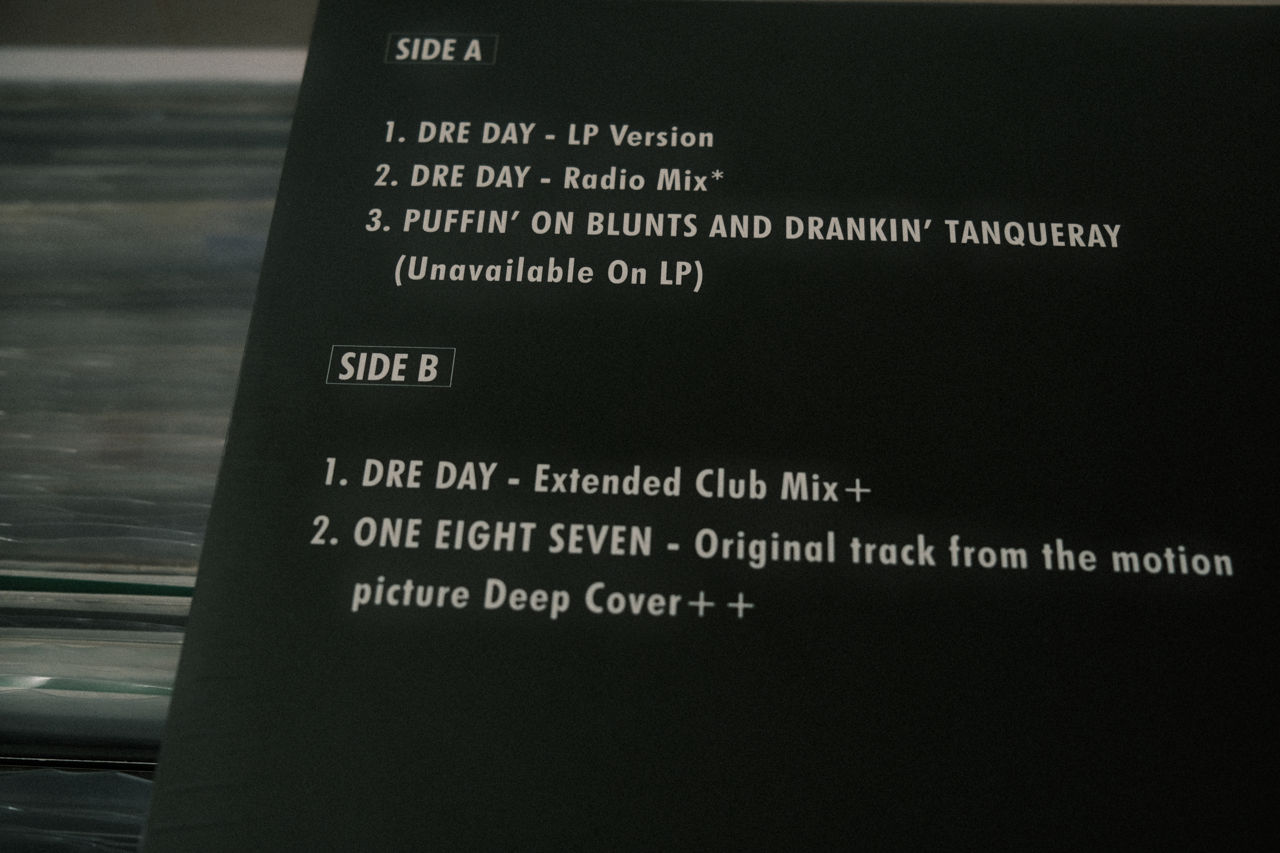 SIDE A
1. DRE DAY - LP Version
2. DRE DAY - Radio Mix*
3. PUFFIN' ON BLUNTS AND DRANKIN' TANQUERAY
(Unavailable On LP)
SIDE B
1. DRE DAY - Extended Club Mix+
2. ONE EIGHT SEVEN - Original track from the motion
picture Deep Cover++